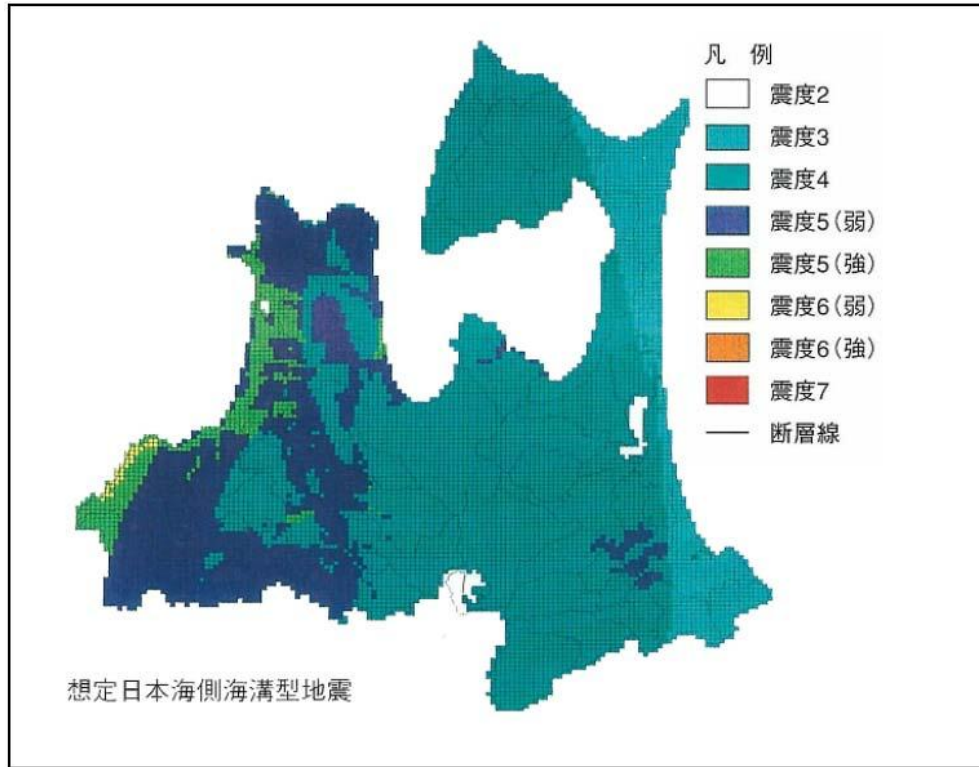 凡 例
震度2
震度3
震度4
震度5(弱)
震度5(強)
震度6(弱)
震度6(強)
震度7
断層線
想定日本海側海溝型地震